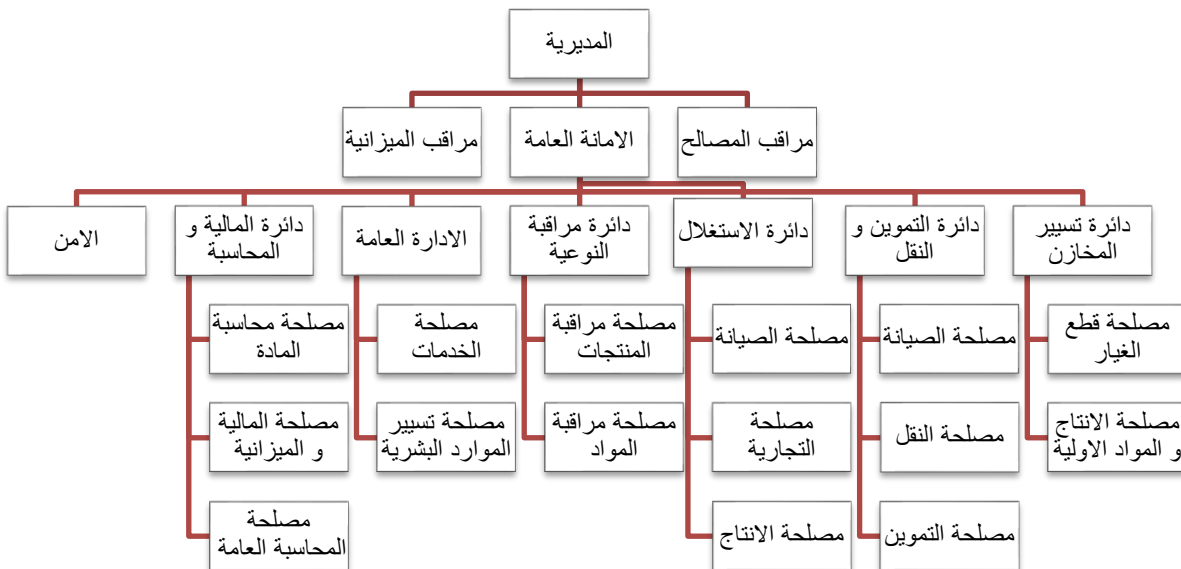 المديرية
مراقب المصالح
الامانة العامة
مراقب الميزانية
دائرة تسيير
المخازن
دائرة التموين و
النقل
دائرة الاستغلال
دائرة مراقبة
النوعية
الادارة العامة
دائرة المالية و
المحاسبة
الامن
مصلحة قطع
الغيار
مصلحة الصيانة
مصلحة الصيانة
مصلحة مراقبة
المنتجات
مصلحة
الخدمات
مصلحة محاسبة
المادة
مصلحة الانتاج
و المواد الاولية
مصلحة النقل
مصلحة
التجارية
مصلحة مراقبة
المواد
مصلحة تسيير
الموارد البشرية
مصلحة المالية
و الميزانية
مصلحة التموين
مصلحة الانتاج
مصلحة
المحاسبة العامة